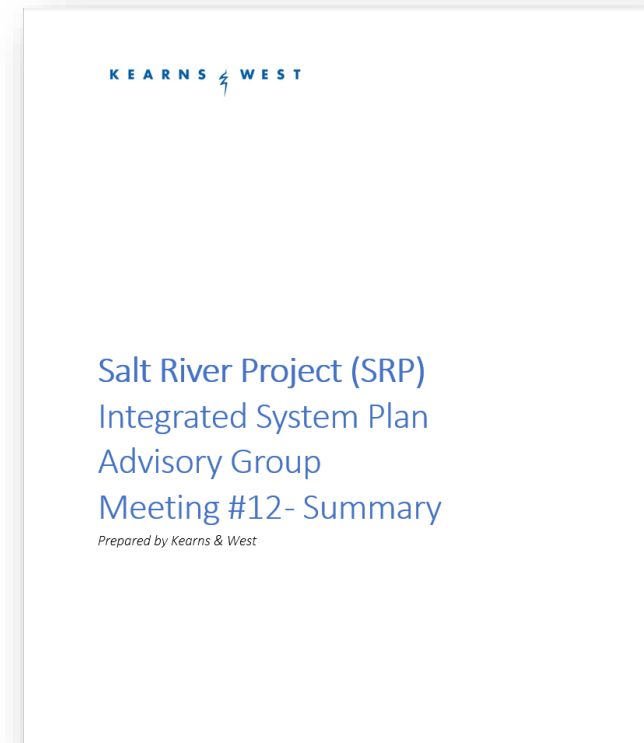 KEARNS & WEST
Salt River Project (SRP)
Integrated System Plan
Advisory Group
Meeting #12- Summary
Prepared by Kearns & West